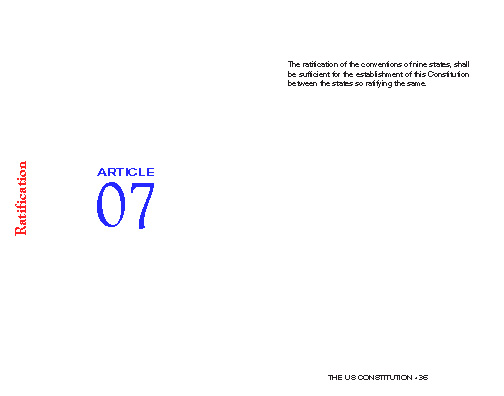 Ratification
ARTICLE
07
The ratification of the conventions of nine states, shall
be sufficient for the establishment of this Constitution
between the states so ratifying the same.
THE US CONSTITUTION • 36